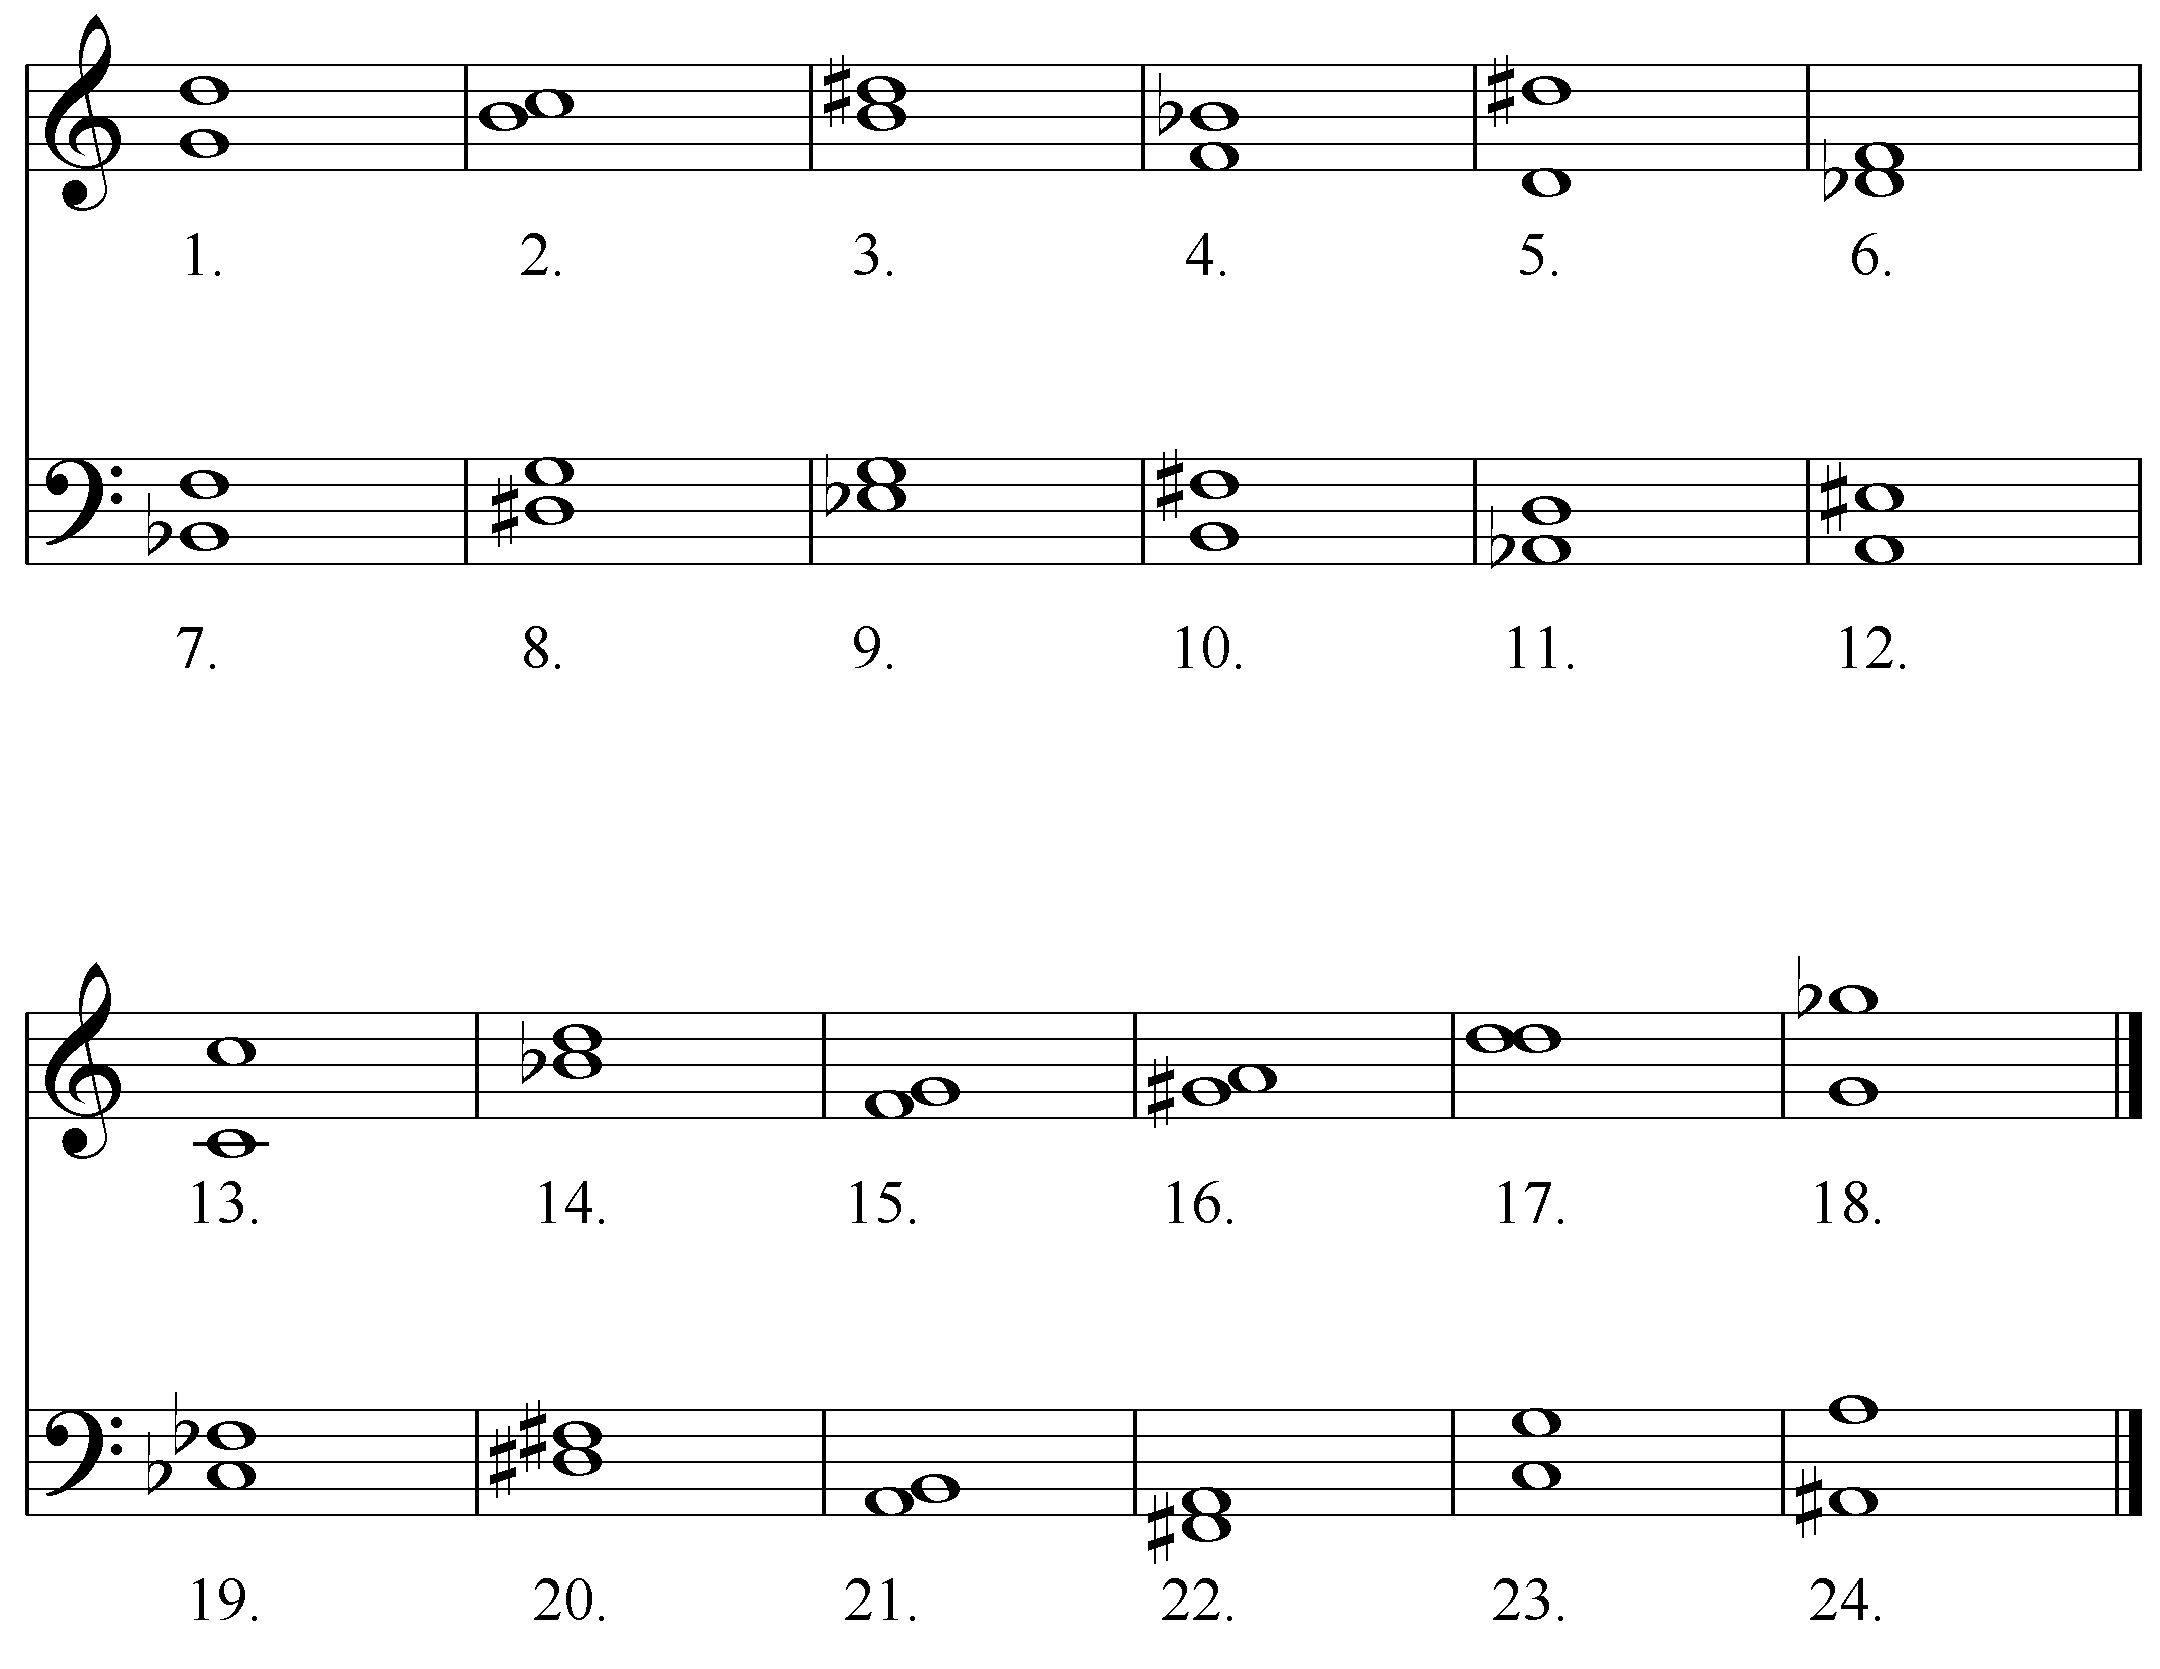 1. 2. 3. 4. 5. 6.
7. 8. 9. 10. 11. 12.
13. 14. 15. 16. 17. 18.
19. 20. 21. 22. 23. 24.